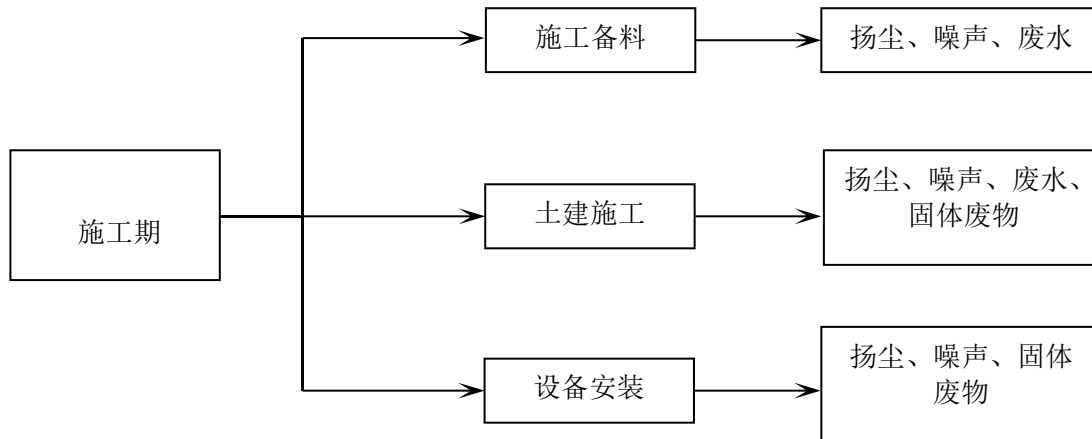 施工备料
扬尘、噪声、废水
施工期
土建施工
扬尘、噪声、废水、
固体废物
设备安装
扬尘、噪声、固体
废物